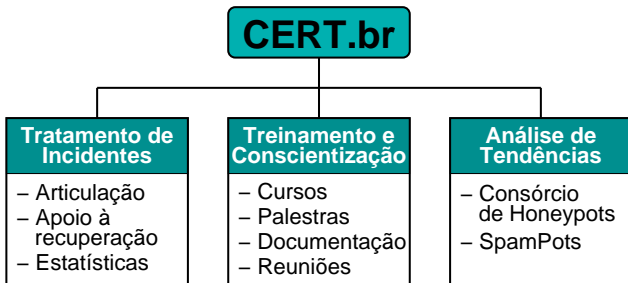 CERT.br
Tratamento de
Incidentes
– Articulação
– Apoio à
recuperação
– Estatísticas
Treinamento e
Conscientização
– Cursos
– Palestras
– Documentação
– Reuniões
Análise de
Tendências
– Consórcio
de Honeypots
– SpamPots